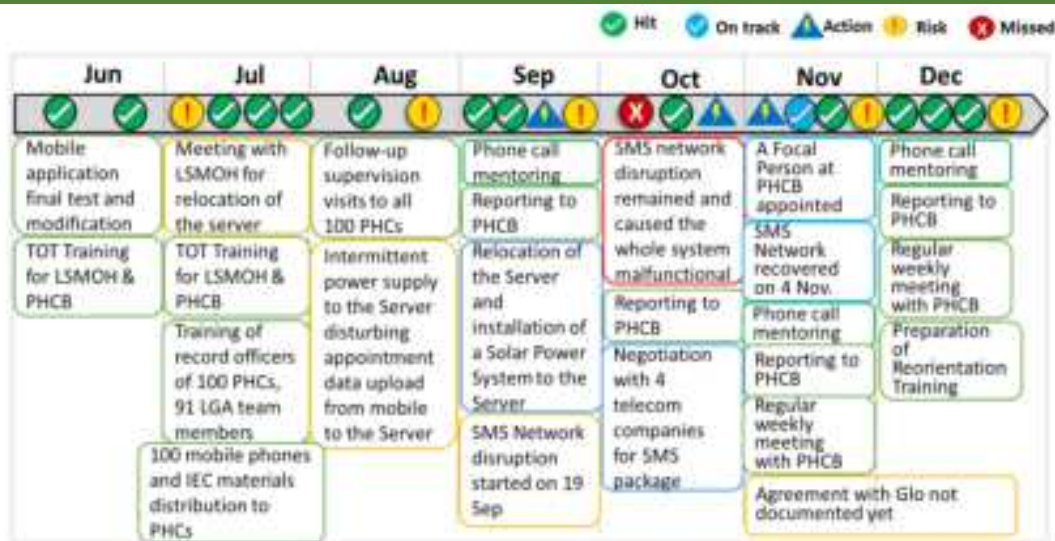 Hit
On track
Action
Risk
Missed
Jun
Jul
Aug
Sep
Oct
Nov
Dec
Mobile
application
final test and
modification
TOT Training
for LSMOH &
PHCB
Meeting with
LSMOH for
relocation of
the server
TOT Training
for LSMOH &
PHCB
Training of
record officers
of 100 PHCs,
91 LGA team
members
100 mobile phones
and IEC materials
distribution to
PHCs
Follow-up
supervision
visits to all
100 PHCs
Intermittent
power supply
to the Server
disturbing
appointment
data upload
from mobile
to the Server
Phone call
mentoring
Reporting to
PHCB
Relocation of
the Server
and
installation of
a Solar Power
System to the
Server
SMS Network
disruption
started on 19
Sep
SMS network
disruption
remained and
caused the
whole system
malfunctional
Reporting to
PHCB
Negotiation
with 4
telecom
companies
for SMS
package
A Focal
Person at
PHCB
appointed
SMS
Network
recovered
on 4 Nov.
Phone call
mentoring
Reporting to
PHCB
Regular
weekly
meeting
with PHCB
Phone call
mentoring
Reporting to
PHCB
Regular
weekly
meeting
with PHCB
Preparation
of
Reorientation
Training
Agreement with Glo not
documented yet